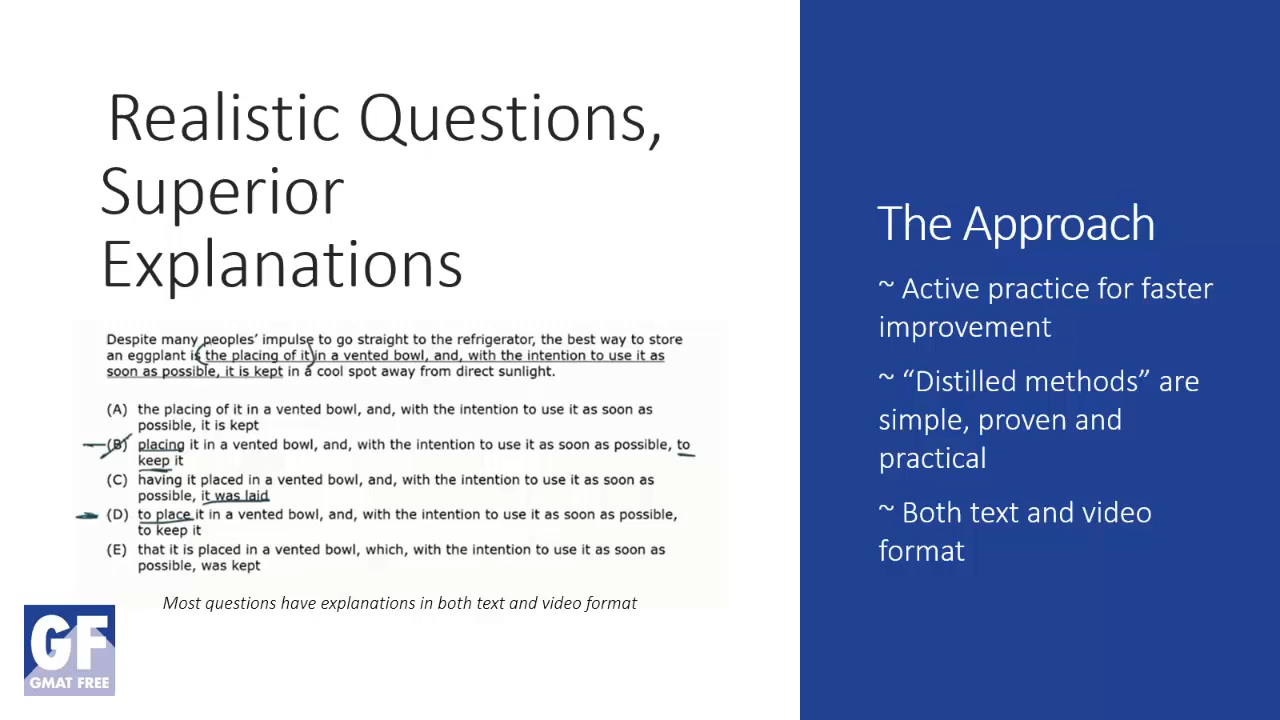 Realistic Questions,
Superior
Explanations
Despite many peoples' impulse to go straight to the refrigerator, the best way to store
an eggplant is the placing of it in a vented bowl, and, with the intention to use it as
soon as possible, it is kept in a cool spot away from direct sunlight.
(A) the placing of it in a vented bowl, and, with the intention to use it as soon as
possible, it is kept
(B) placing it in a vented bowl, and, with the intention to use it as soon as possible, to
keep it
(C) having it placed in a vented bowl, and, with the intention to use it as soon as
possible, it was laid
(D) to place it in a vented bowl, and, with the intention to use it as soon as possible,
to keep it
(E) that it is placed in a vented bowl, which, with the intention to use it as soon as
possible, was kept
Most questions have explanations in both text and video format
GF
GMAT FREE
The Approach
~ Active practice for faster
improvement
~ “Distilled methods” are
simple, proven and
practical
~ Both text and video
format